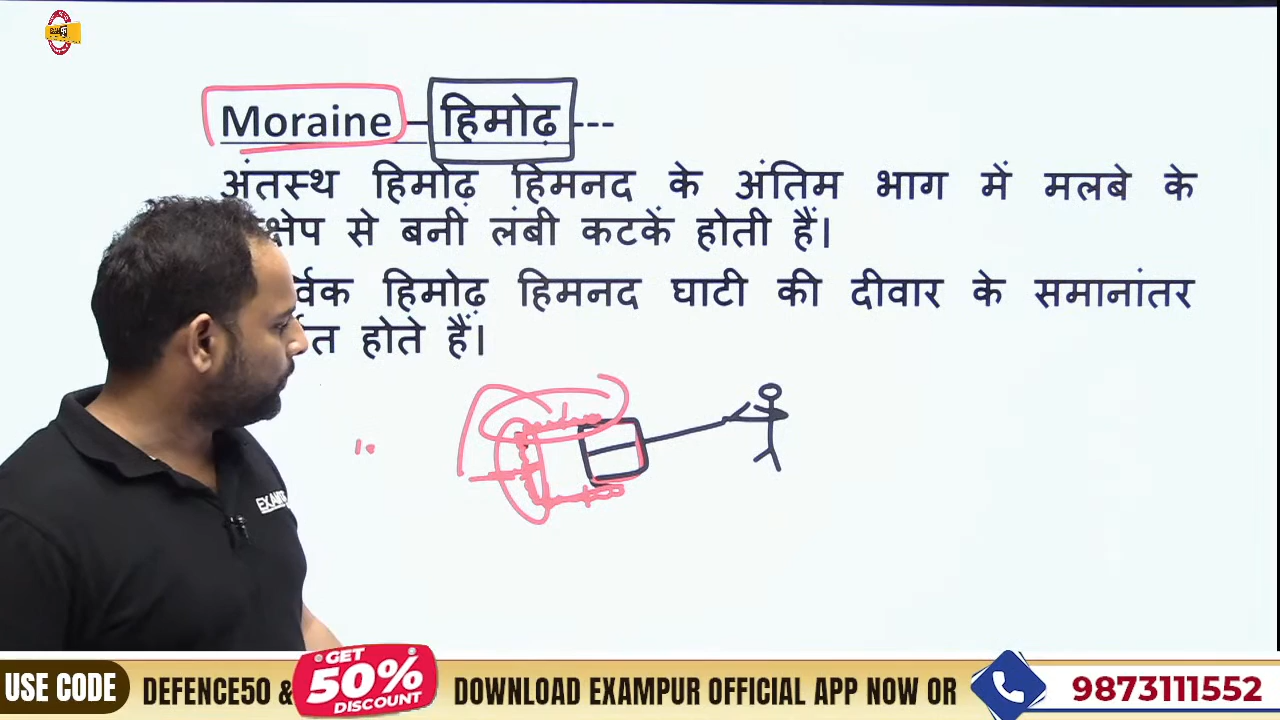 Moraine – हिमोढ़ ---
अंतस्थ हिमोढ़ हिमनद के अंतिम भाग में मलबे के
क्षेप से बनी लंबी कटकें होती हैं।
र्वक हिमोढ़ हिमनद घाटी की दीवार के समानांतर
त होते हैं।
EXAM
USE CODE DEFENCE50 & GET 50% DISCOUNT DOWNLOAD EXAMPUR OFFICIAL APP NOW OR 9873111552